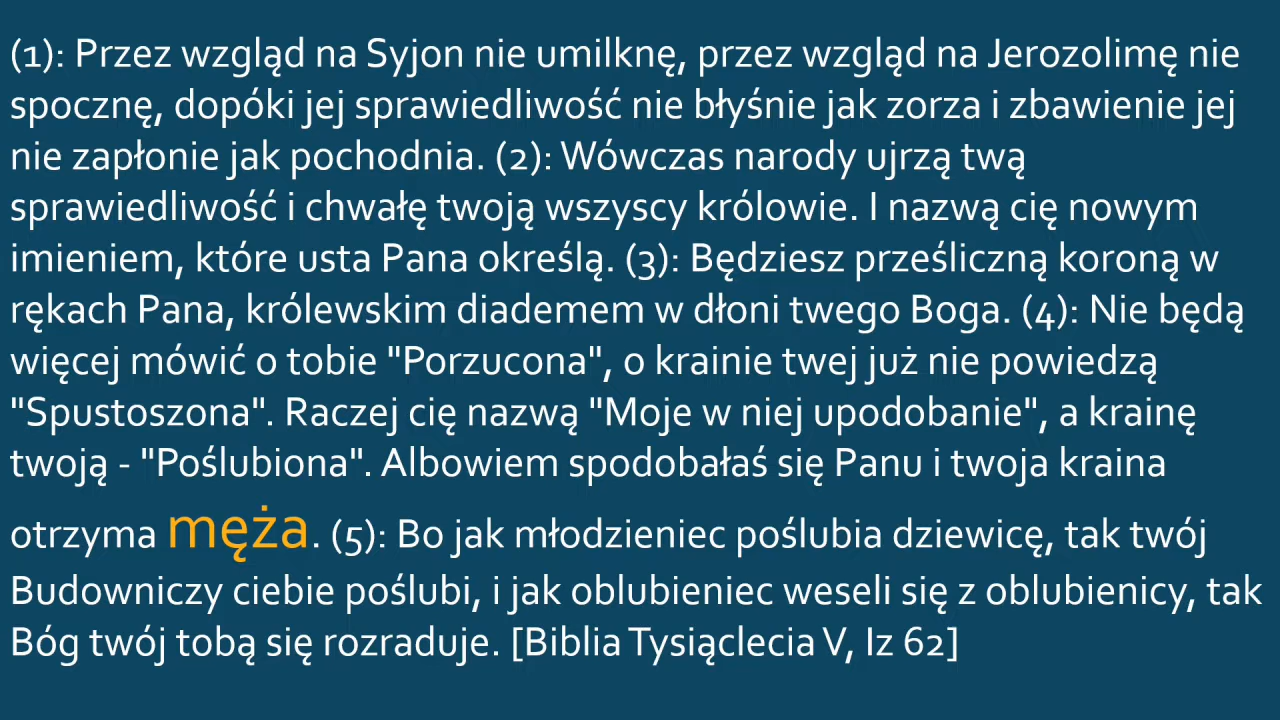 (1): Przez wzgląd na Syjon nie umilknę, przez wzgląd na Jerozolimę nie
spocznę, dopóki jej sprawiedliwość nie błyśnie jak zorza i zbawienie jej
nie zapłonie jak pochodnia. (2): Wówczas narody ujrzą twą
sprawiedliwość i chwałę twoją wszyscy królowie. I nazwą cię nowym
imieniem, które usta Pana określą. (3): Będziesz prześliczną koroną w
rękach Pana, królewskim diademem w dłoni twego Boga. (4): Nie będą
więcej mówić o tobie "Porzucona", o krainie twej już nie powiedzą
"Spustoszona". Raczej cię nazwą "Moje w niej upodobanie", a krainę
twoją - "Poślubiona". Albowiem spodobałaś się Panu i twoja kraina
otrzyma męża. (5): Bo jak młodzieniec poślubia dziewicę, tak twój
Budowniczy ciebie poślubi, i jak oblubieniec weseli się z oblubienicy, tak
Bóg twój tobą się rozraduje. [Biblia Tysiąclecia V, Iz 62]